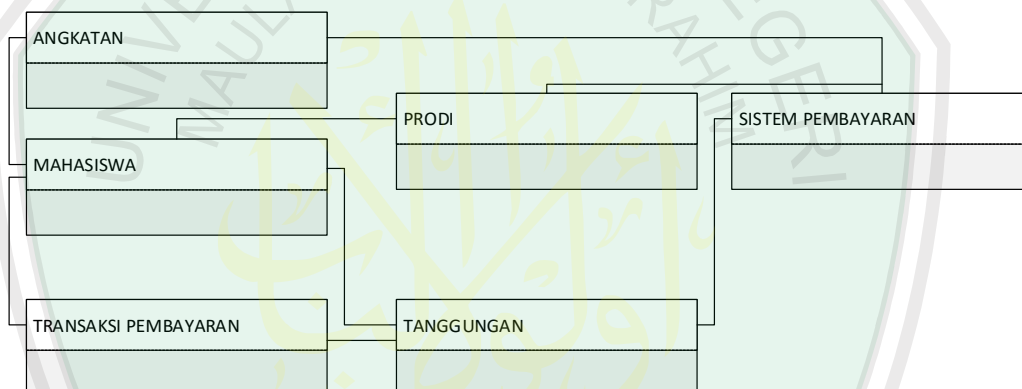 ANGKATAN
PRODI
SISTEM PEMBAYARAN
MAHASISWA
TRANSAKSI PEMBAYARAN
TANGGUNGAN